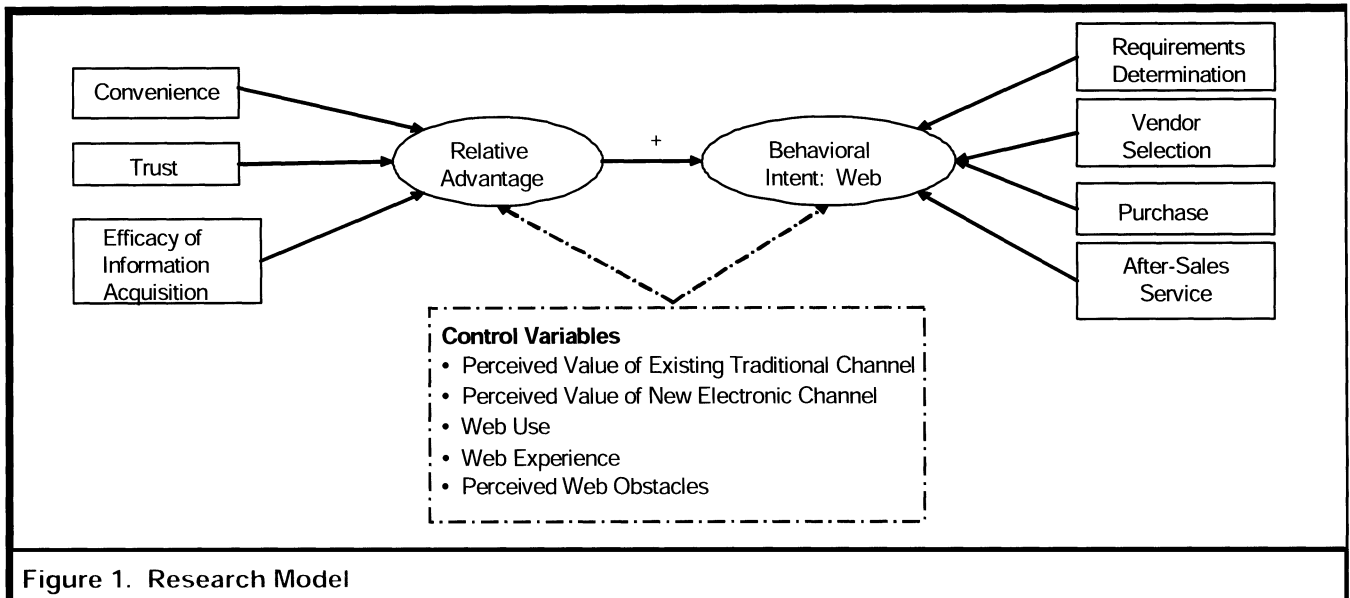 Convenience
Trust
Efficacy of
Information
Acquisition
Relative
Advantage
+
Behavioral
Intent: Web
Requirements
Determination
Vendor
Selection
Purchase
After-Sales
Service
Control Variables
• Perceived Value of Existing Traditional Channel
• Perceived Value of New Electronic Channel
• Web Use
• Web Experience
• Perceived Web Obstacles
Figure 1. Research Model